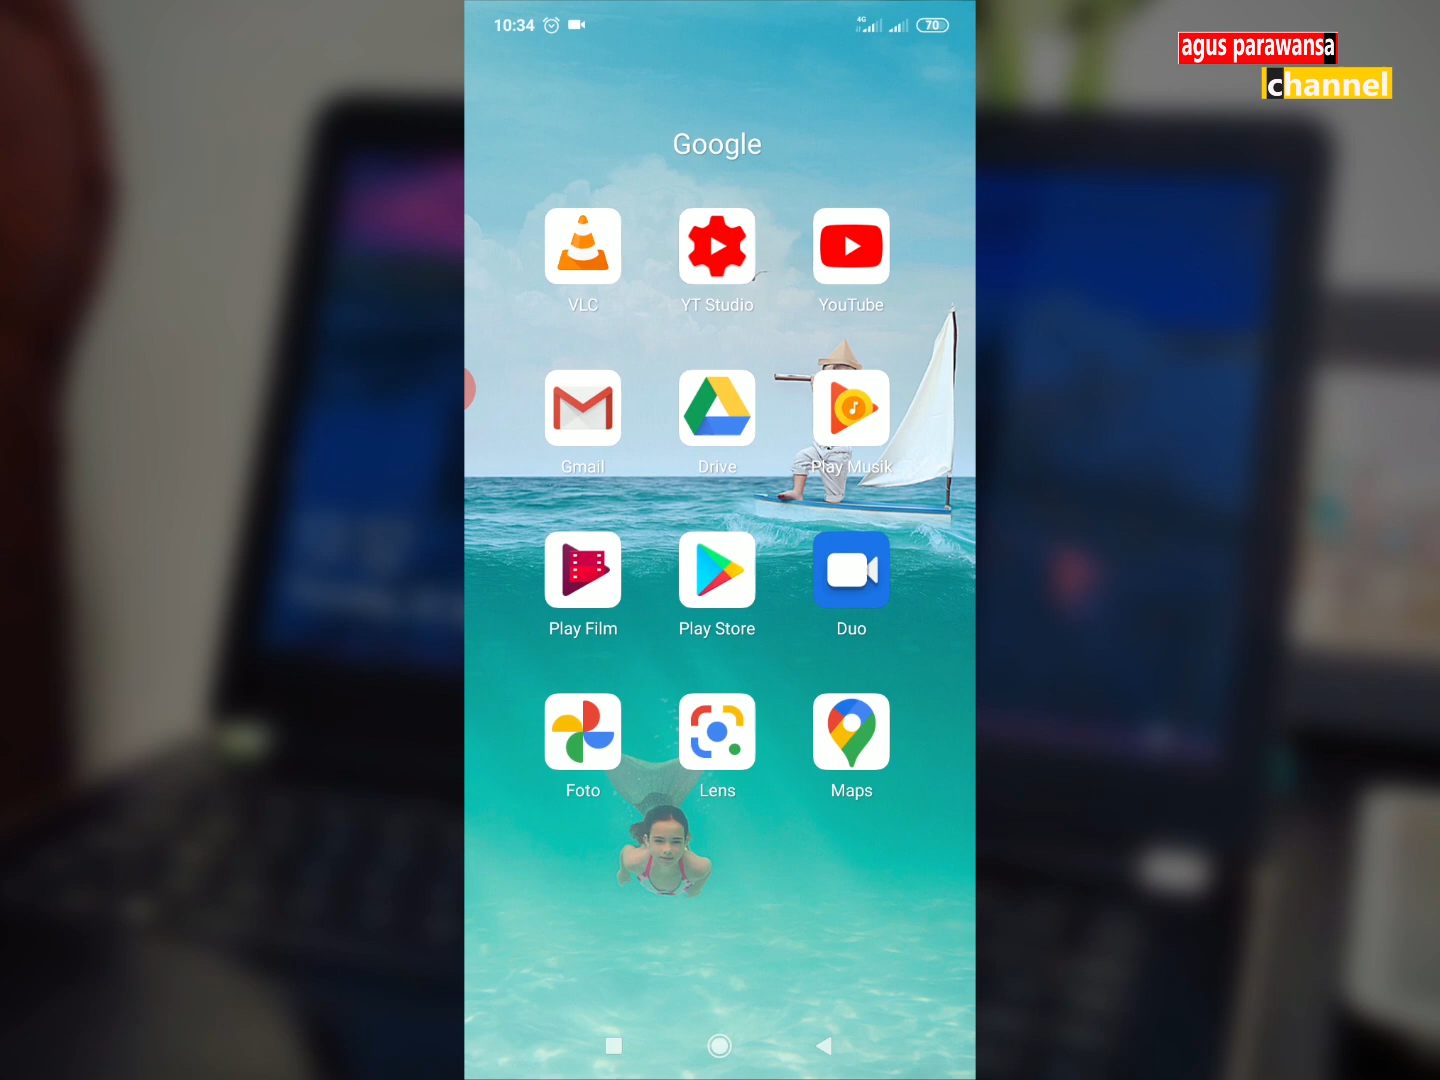 10:34
4G
70
agus parawansa
channel
Google
VLC
YT Studio
YouTube
Gmail
Drive
Play Musik
Play Film
Play Store
Duo
Foto
Lens
Maps